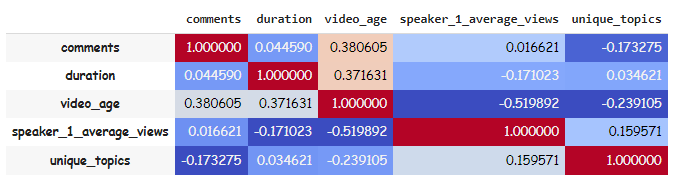 comments duration video_age speaker_1_average_views unique_topics
comments 1.000000 0.044590 0.380605 0.016621 -0.173275
duration 0.044590 1.000000 0.371631 -0.171023 0.034621
video_age 0.380605 0.371631 1.000000 -0.519892 -0.239105
speaker_1_average_views 0.016621 -0.171023 -0.519892 1.000000 0.159571
unique_topics -0.173275 0.034621 -0.239105 0.159571 1.000000